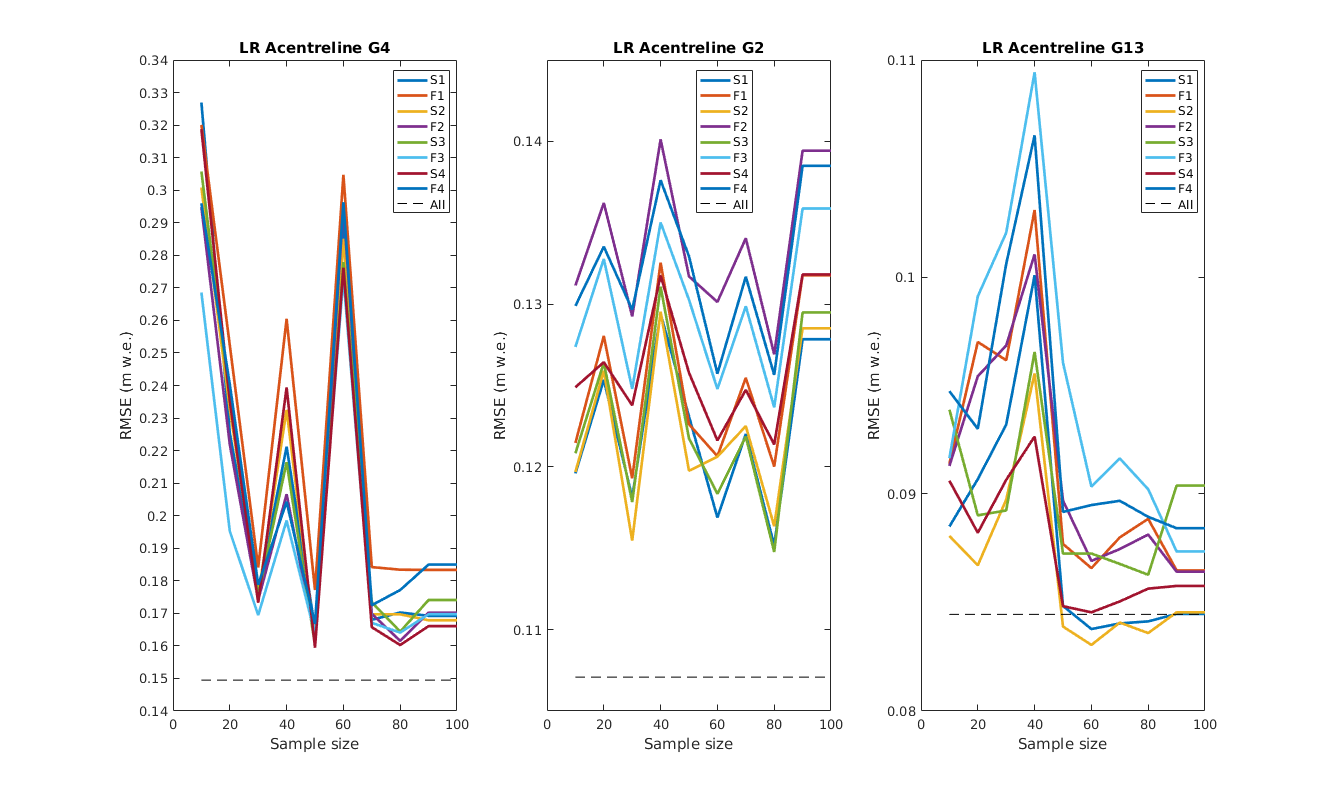 LR Acentreline G4
0.34
0.33
0.32
0.31
0.3
0.29
0.28
0.27
0.26
0.25
0.24
0.23
0.22
0.21
0.2
0.19
0.18
0.17
0.16
0.15
0.14
RMSE (m w.e.)
0
20
40
60
80
100
Sample size
S1
F1
S2
F2
S3
F3
S4
F4
All
LR Acentreline G2
0.14
0.13
0.12
0.11
RMSE (m w.e.)
0
20
40
60
80
100
Sample size
S1
F1
S2
F2
S3
F3
S4
F4
All
LR Acentreline G13
0.11
0.1
0.09
0.08
RMSE (m w.e.)
0
20
40
60
80
100
Sample size
S1
F1
S2
F2
S3
F3
S4
F4
All